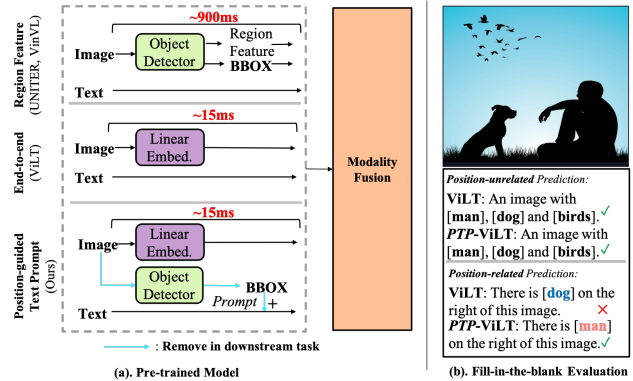 Region Feature
(UNITER, VinVL)
~900ms
Image
Object
Detector
Region
Feature
BBOX
Text
End-to-end
(ViLT)
~15ms
Image
Linear
Embed.
Text
Position-guided
Text Prompt
(Ours)
~15ms
Image
Linear
Embed.
Object
Detector
BBOX
Prompt +
Text
: Remove in downstream task
Modality
Fusion
(a). Pre-trained Model
Position-unrelated Prediction:
ViLT: An image with
[man], [dog] and [birds].✓
PTP-ViLT: An image with
[man], [dog] and [birds].✓
Position-related Prediction:
ViLT: There is [dog] on the
right of this image. ✕
PTP-ViLT: There is [man]
on the right of this image.✓
(b). Fill-in-the-blank Evaluation